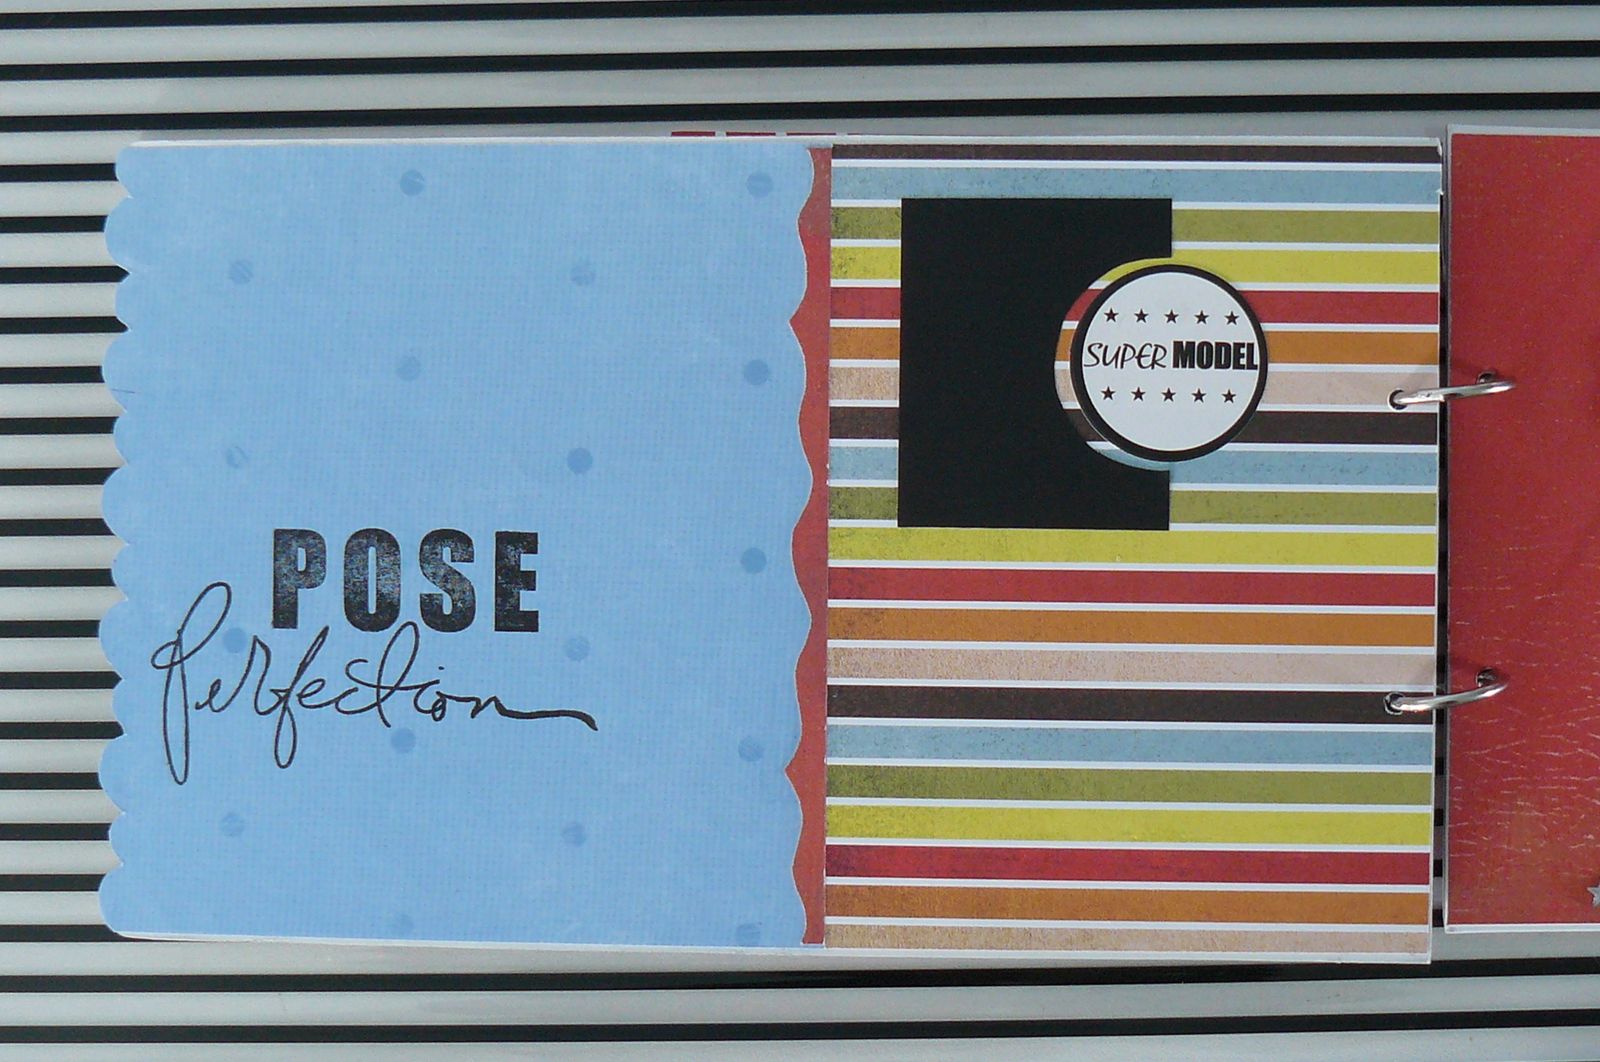 POSE
Perfection
SUPER MODEL